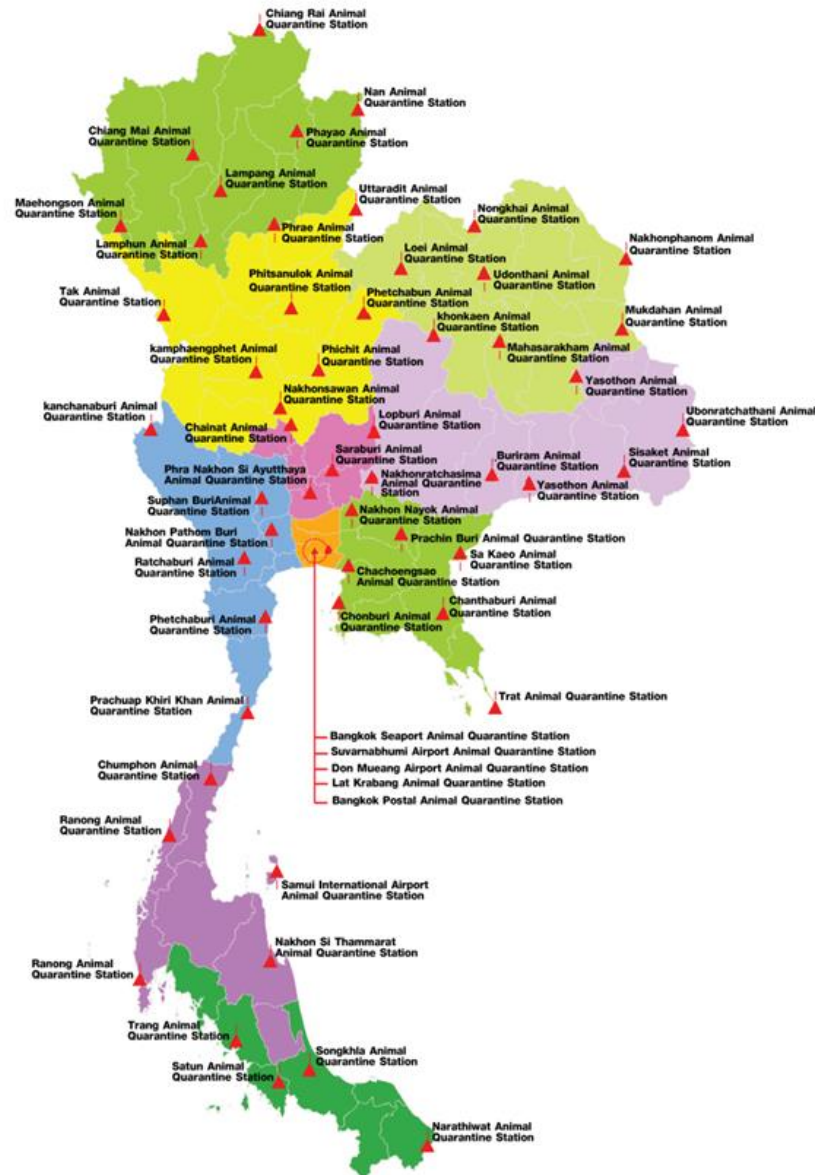 Chiang Rai Animal
Quarantine Station
Nan Animal
Quarantine Station
Chiang Mai Animal
Quarantine Station
Phayao Animal
Quarantine Station
Lampang Animal
Quarantine Station
Uttaradit Animal
Quarantine Station
Maehongson Animal
Quarantine Station
Nongkhai Animal
Quarantine Station
Phrae Animal
Quarantine Station
Lamphun Animal
Quarantine Station
Nakhonphanom Animal
Quarantine Station
Loei Animal
Quarantine Station
Phitsanulok Animal
Quarantine Station
Udonthani Animal
Quarantine Station
Tak Animal
Quarantine Station
Phetchabun Animal
Quarantine Station
khonkaen Animal
Quarantine Station
Mukdahan Animal
Quarantine Station
kamphaengphet Animal
Quarantine Station
Phichit Animal
Quarantine Station
Mahasarakham Animal
Quarantine Station
Yasothon Animal
Quarantine Station
Nakhonsawan Animal
Quarantine Station
kanchanaburi Animal
Quarantine Station
Lopburi Animal
Quarantine Station
Ubonratchathani Animal
Quarantine Station
Chainat Animal
Quarantine Station
Saraburi Animal
Quarantine Station
Buriram Animal
Quarantine Station
Sisaket Animal
Quarantine Station
Phra Nakhon Si Ayutthaya
Animal Quarantine Station
Nakhonratchasima
Animal Quarantine
Station
Yasothon Animal
Quarantine Station
Suphan BuriAnimal
Quarantine Station
Nakhon Nayok Animal
Quarantine Station
Nakhon Pathom Buri
Animal Quarantine Station
Prachin Buri Animal Quarantine Station
Sa Kaeo Animal
Quarantine Station
Ratchaburi Animal
Quarantine Station
Chachoengsao
Animal Quarantine Station
Chanthaburi Animal
Quarantine Station
Phetchaburi Animal
Quarantine Station
Chonburi Animal
Quarantine Station
Prachuap Khiri Khan Animal
Quarantine Station
Trat Animal Quarantine Station
Bangkok Seaport Animal Quarantine Station
Suvarnabhumi Airport Animal Quarantine Station
Don Mueang Airport Animal Quarantine Station
Lat Krabang Animal Quarantine Station
Bangkok Postal Animal Quarantine Station
Chumphon Animal
Quarantine Station
Ranong Animal
Quarantine Station
Samui International Airport
Animal Quarantine Station
Nakhon Si Thammarat
Animal Quarantine Station
Ranong Animal
Quarantine Station
Trang Animal
Quarantine Station
Songkhla Animal
Quarantine Station
Satun Animal
Quarantine Station
Narathiwat Animal
Quarantine Station